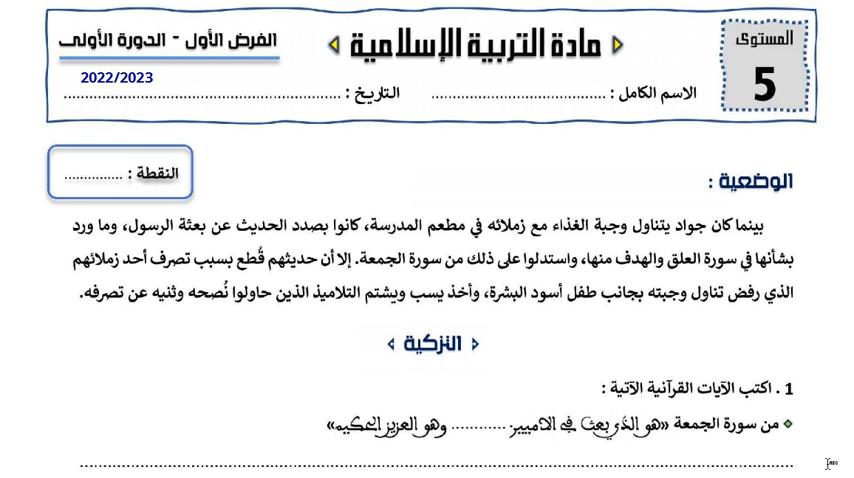 المستوى
5
مادة التربية الإسلامية
الفرض الأول - الدورة الأولى
2022/2023
الاسم الكامل : ........................................
التاريخ : ................................................................
النقطة : ...............
الوضعية :
بينما كان جواد يتناول وجبة الغذاء مع زملائه في مطعم المدرسة، كانوا بصدد الحديث عن بعثة الرسول، وما ورد
بشأنها في سورة العلق والهدف منها، واستدلوا على ذلك من سورة الجمعة. إلا أن حديثهم قُطع بسبب تصرف أحد زملائهم
الذي رفض تناول وجبته بجانب طفل أسود البشرة، وأخذ يسب ويشتم التلاميذ الذين حاولوا نُصحه وثنيه عن تصرفه.
التزكية
1 . اكتب الآيات القرآنية الآتية :
من سورة الجمعة «هو الذي بعث في الاميين ............ وهو العزيز الحكيم»
................................................................................